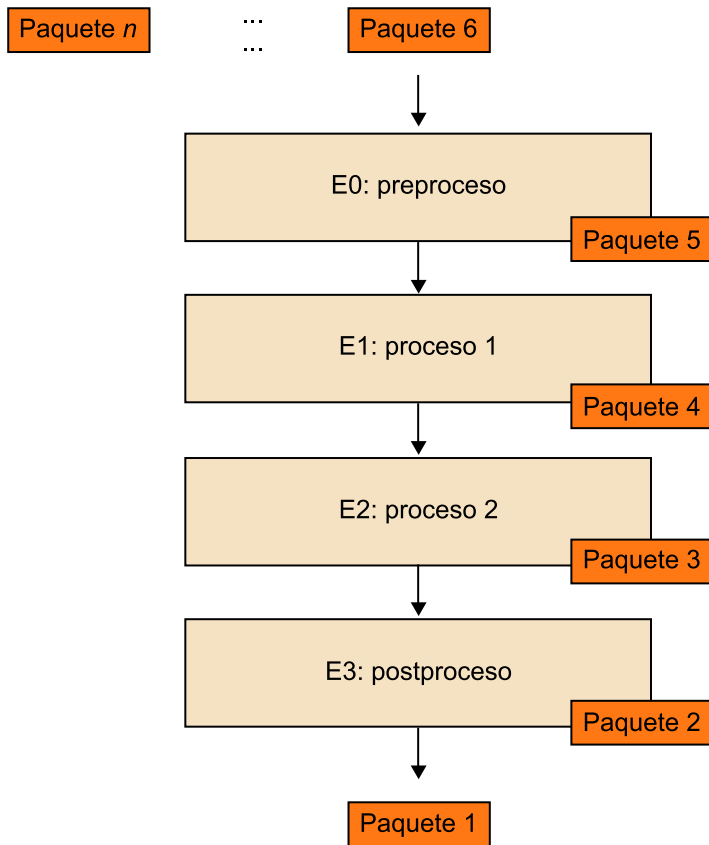 Paquete n ... Paquete 6
...
E0: preproceso
Paquete 5
E1: proceso 1
Paquete 4
E2: proceso 2
Paquete 3
E3: postproceso
Paquete 2
Paquete 1